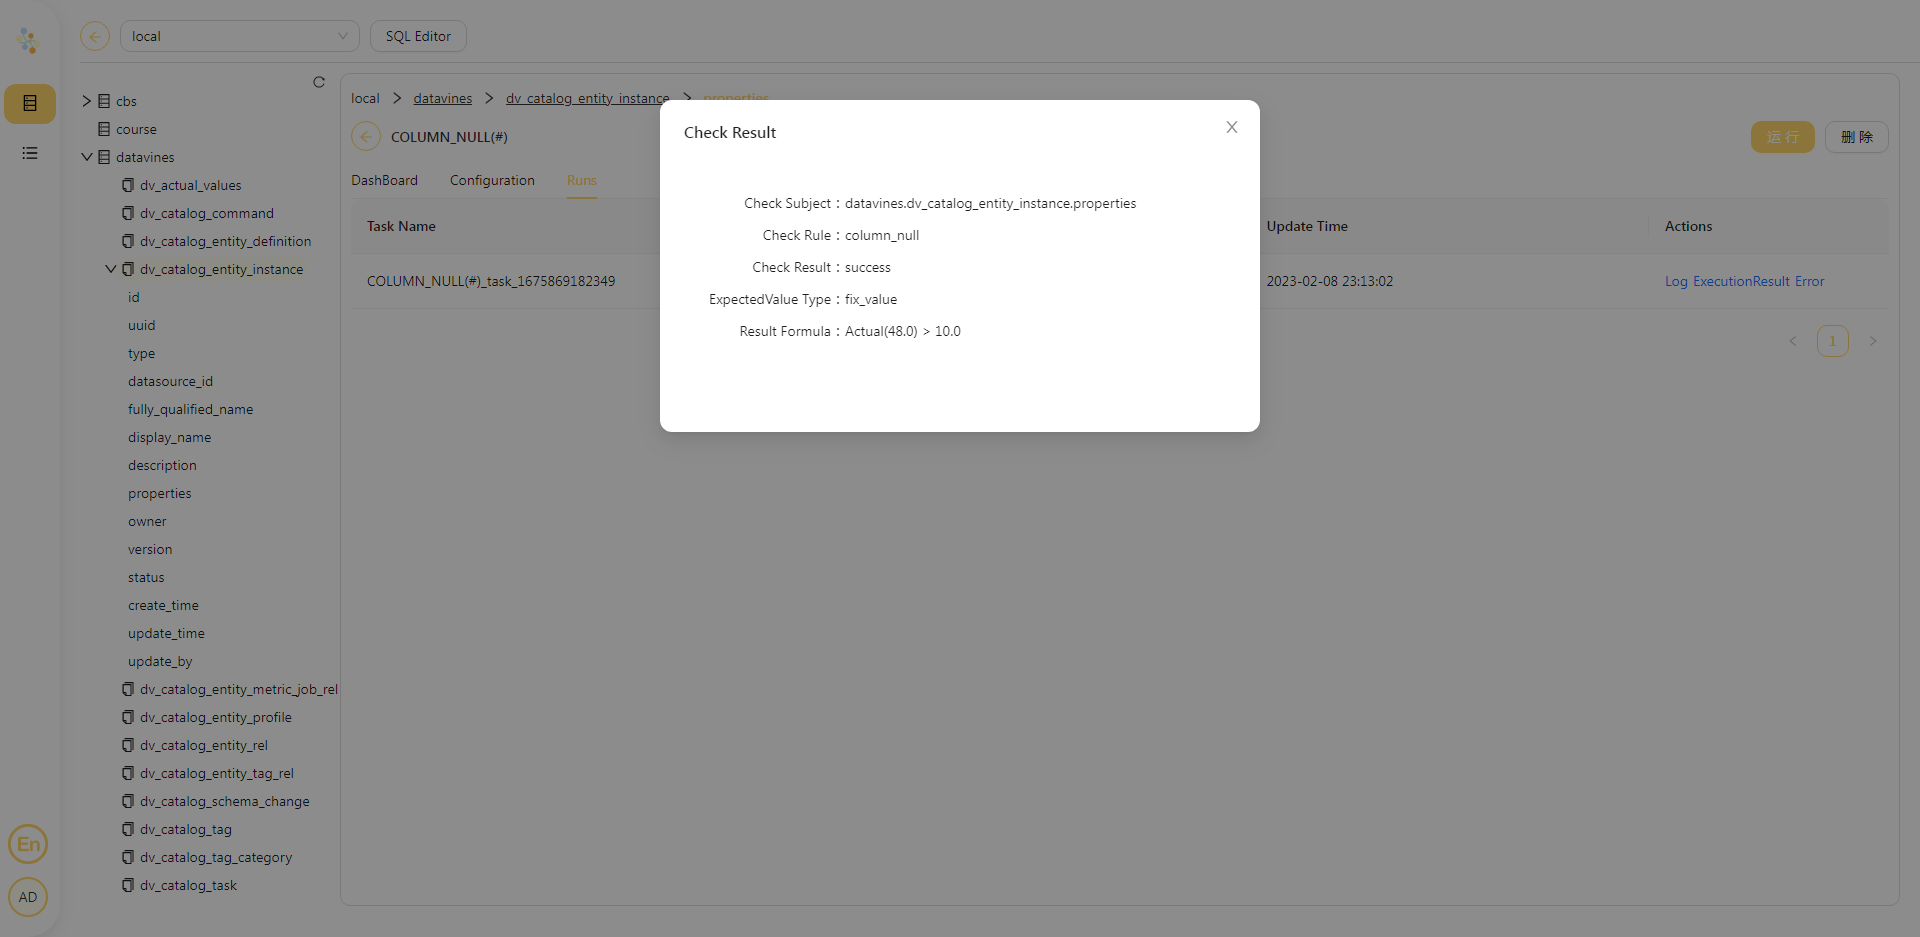 local
SQL Editor
cbs
course
datavines
dv_actual_values
dv_catalog_command
dv_catalog_entity_definition
dv_catalog_entity_instance
id
uuid
type
datasource_id
fully_qualified_name
display_name
description
properties
owner
version
status
create_time
update_time
update_by
dv_catalog_entity_metric_job_rel
dv_catalog_entity_profile
dv_catalog_entity_rel
dv_catalog_entity_tag_rel
dv_catalog_schema_change
dv_catalog_tag
dv_catalog_tag_category
dv_catalog_task
En
AD
local > datavines > dv_catalog_entity_instance > properties
COLUMN_NULL(#)
运 行
删 除
DashBoard Configuration Runs
Task Name Update Time Actions
COLUMN_NULL(#)_task_1675869182349 2023-02-08 23:13:02 Log ExecutionResult Error
< 1 >
Check Result
Check Subject : datavines.dv_catalog_entity_instance.properties
Check Rule : column_null
Check Result : success
ExpectedValue Type : fix_value
Result Formula : Actual(48.0) > 10.0